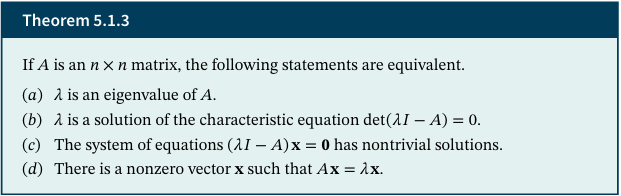 Theorem 5.1.3
If A is an n × n matrix, the following statements are equivalent.
(a) λ is an eigenvalue of A.
(b) λ is a solution of the characteristic equation det(λI − A) = 0.
(c) The system of equations (λI − A)x = 0 has nontrivial solutions.
(d) There is a nonzero vector x such that Ax = λx.